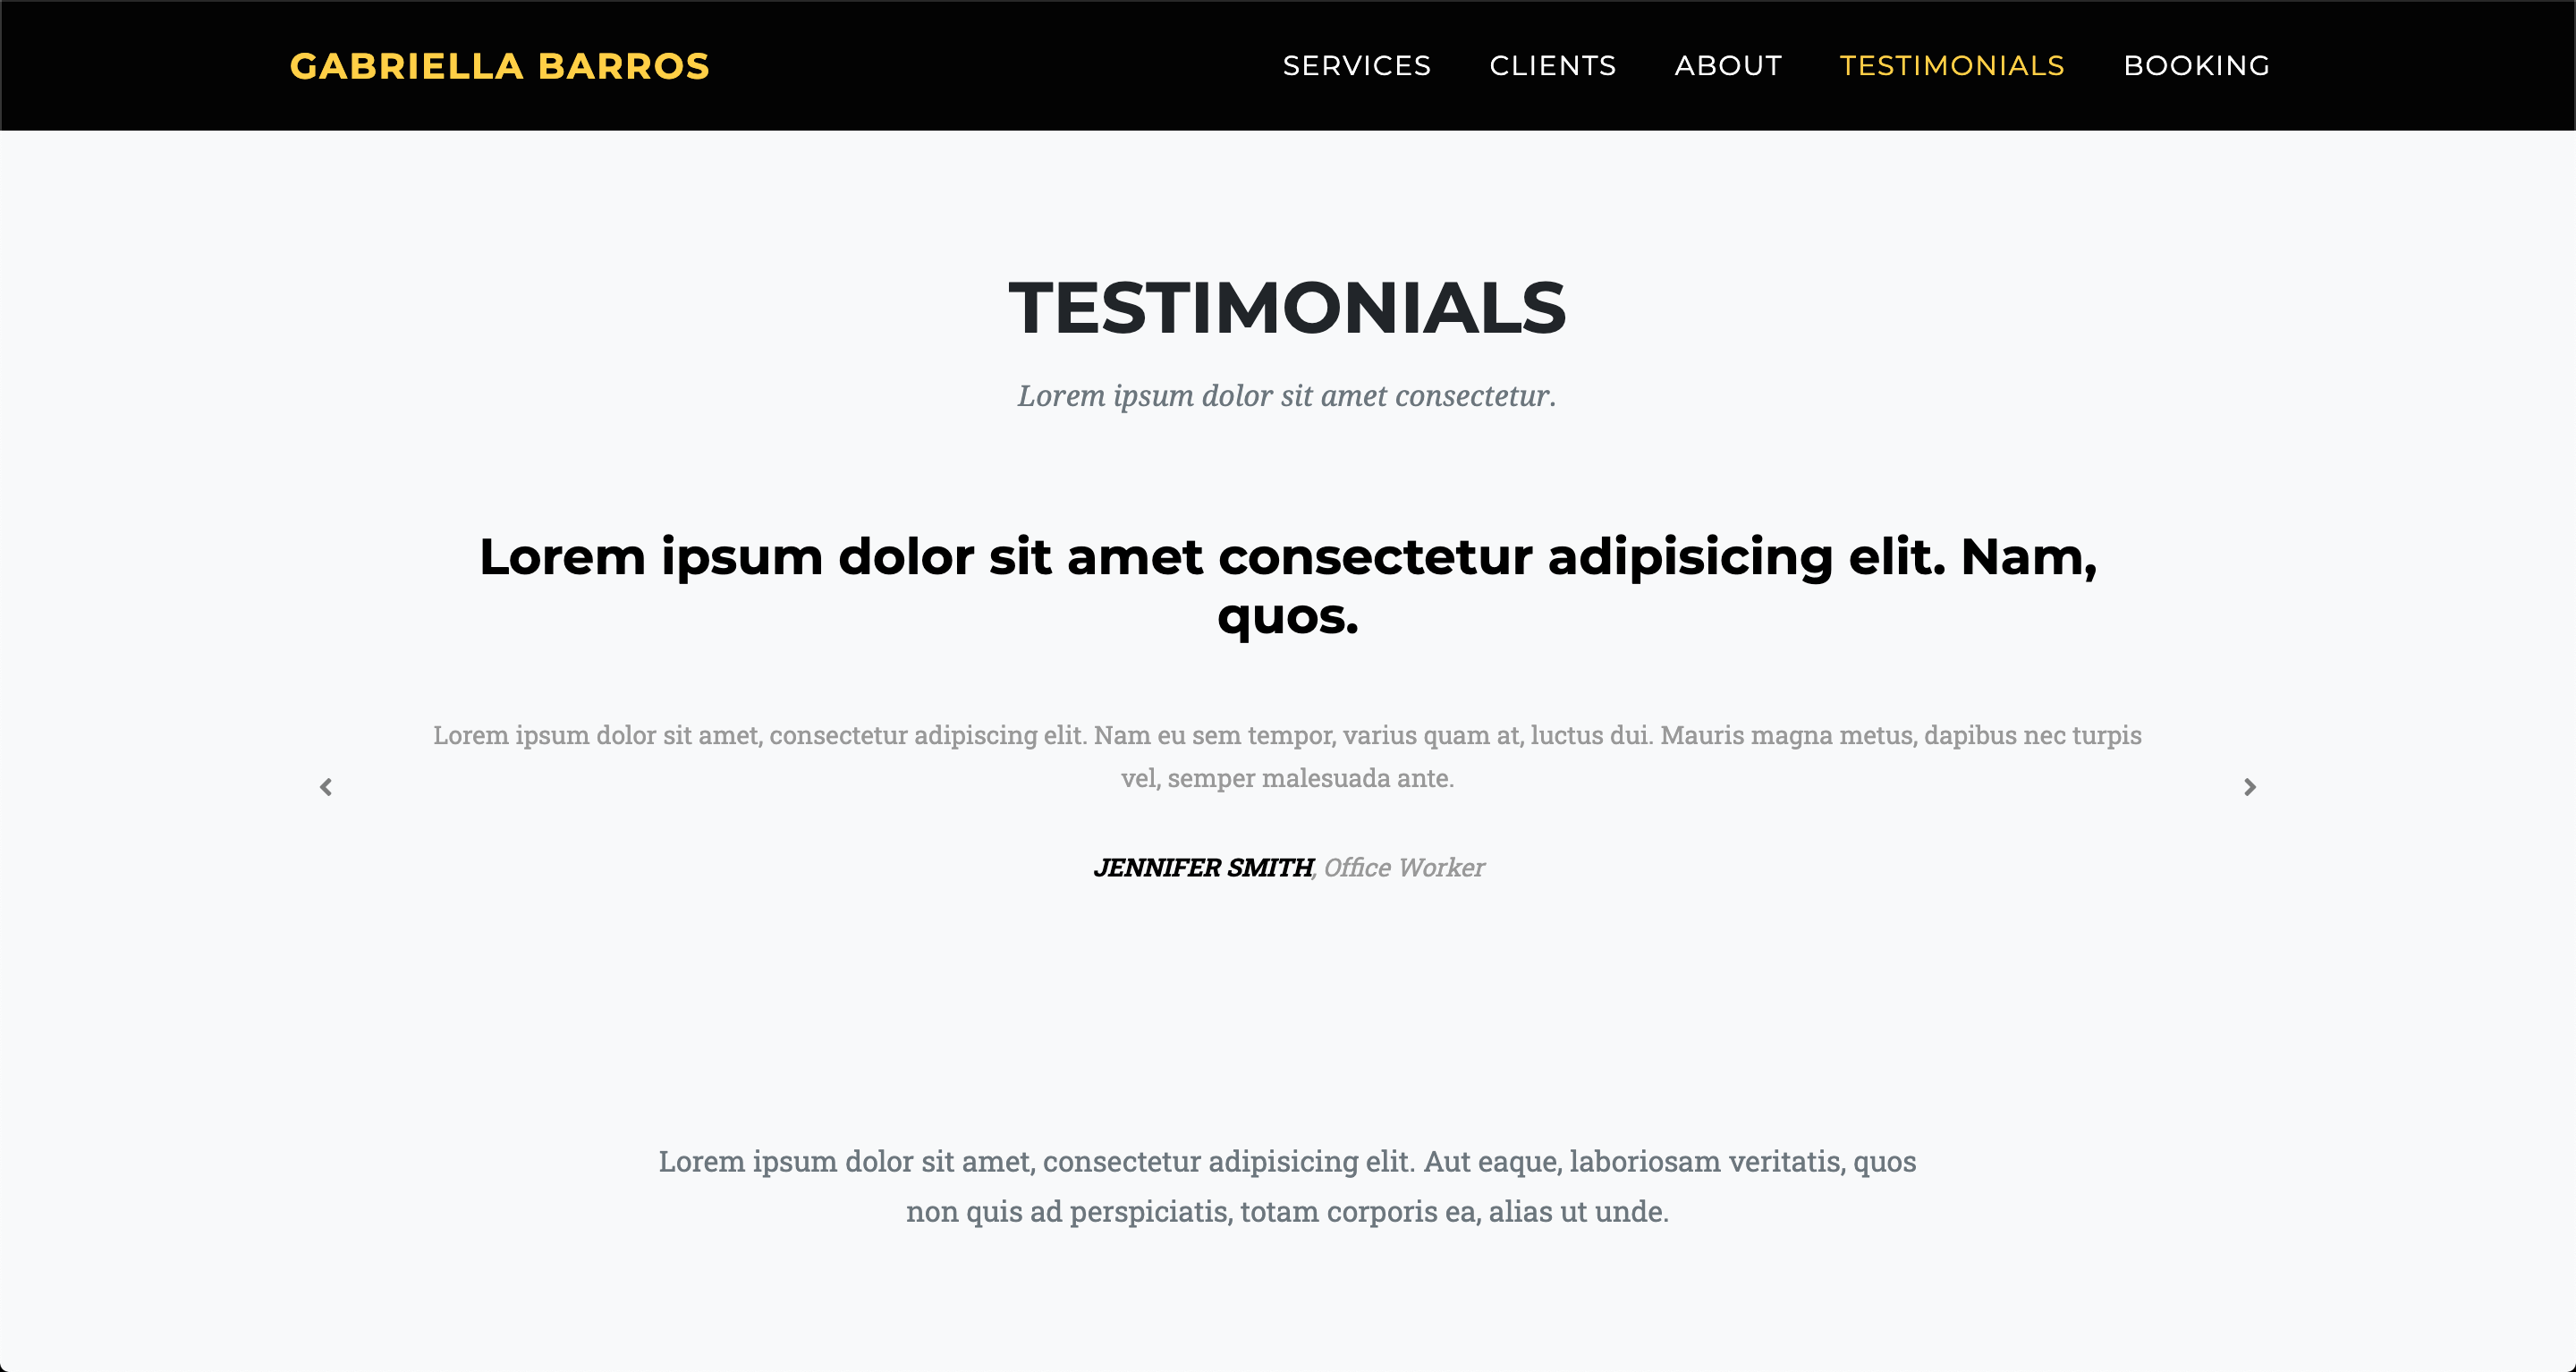 GABRIELLA BARROS
SERVICES CLIENTS ABOUT TESTIMONIALS BOOKING
TESTIMONIALS
Lorem ipsum dolor sit amet consectetur.
Lorem ipsum dolor sit amet consectetur adipisicing elit. Nam,
quos.
Lorem ipsum dolor sit amet, consectetur adipiscing elit. Nam eu sem tempor, varius quam at, luctus dui. Mauris magna metus, dapibus nec turpis
vel, semper malesuada ante.
JENNIFER SMITH, Office Worker
Lorem ipsum dolor sit amet, consectetur adipisicing elit. Aut eaque, laboriosam veritatis, quos
non quis ad perspiciatis, totam corporis ea, alias ut unde.